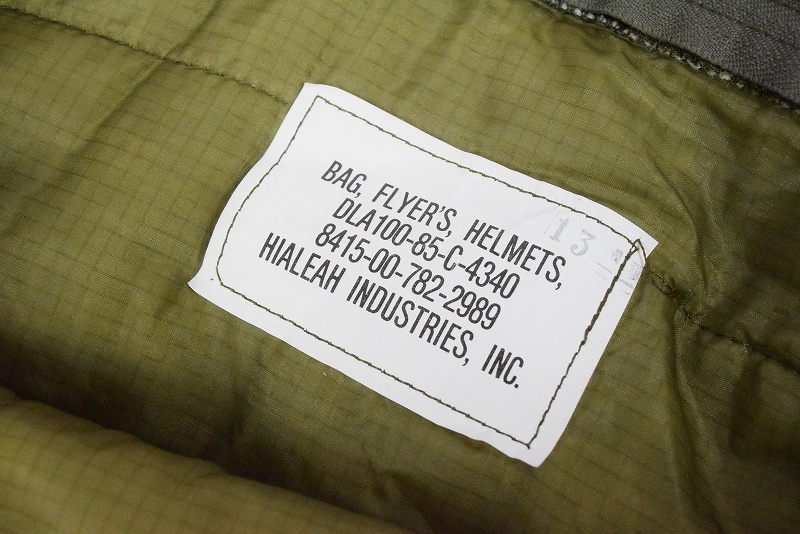 BAG, FLYER'S, HELMETS,
DLA100-85-C-4340
8415-00-782-2989
HIALEAH INDUSTRIES, INC.
13